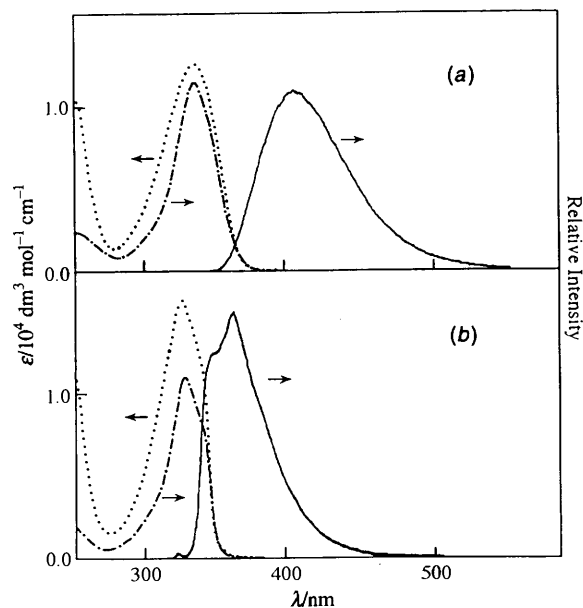 (a)
1.0
0.0
(b)
1.0
0.0
300
400
500
λ/nm
ε/10⁴ dm³ mol⁻¹ cm⁻¹
Relative Intensity